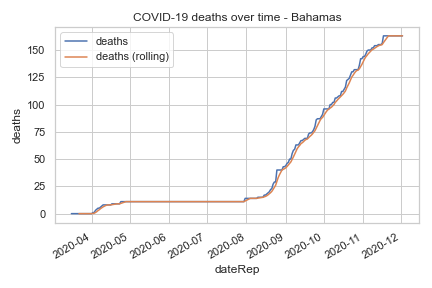 COVID-19 deaths over time - Bahamas
deaths
deaths (rolling)
deaths
150
125
100
75
50
25
0
2020-04 2020-05 2020-06 2020-07 2020-08 2020-09 2020-10 2020-11 2020-12
dateRep